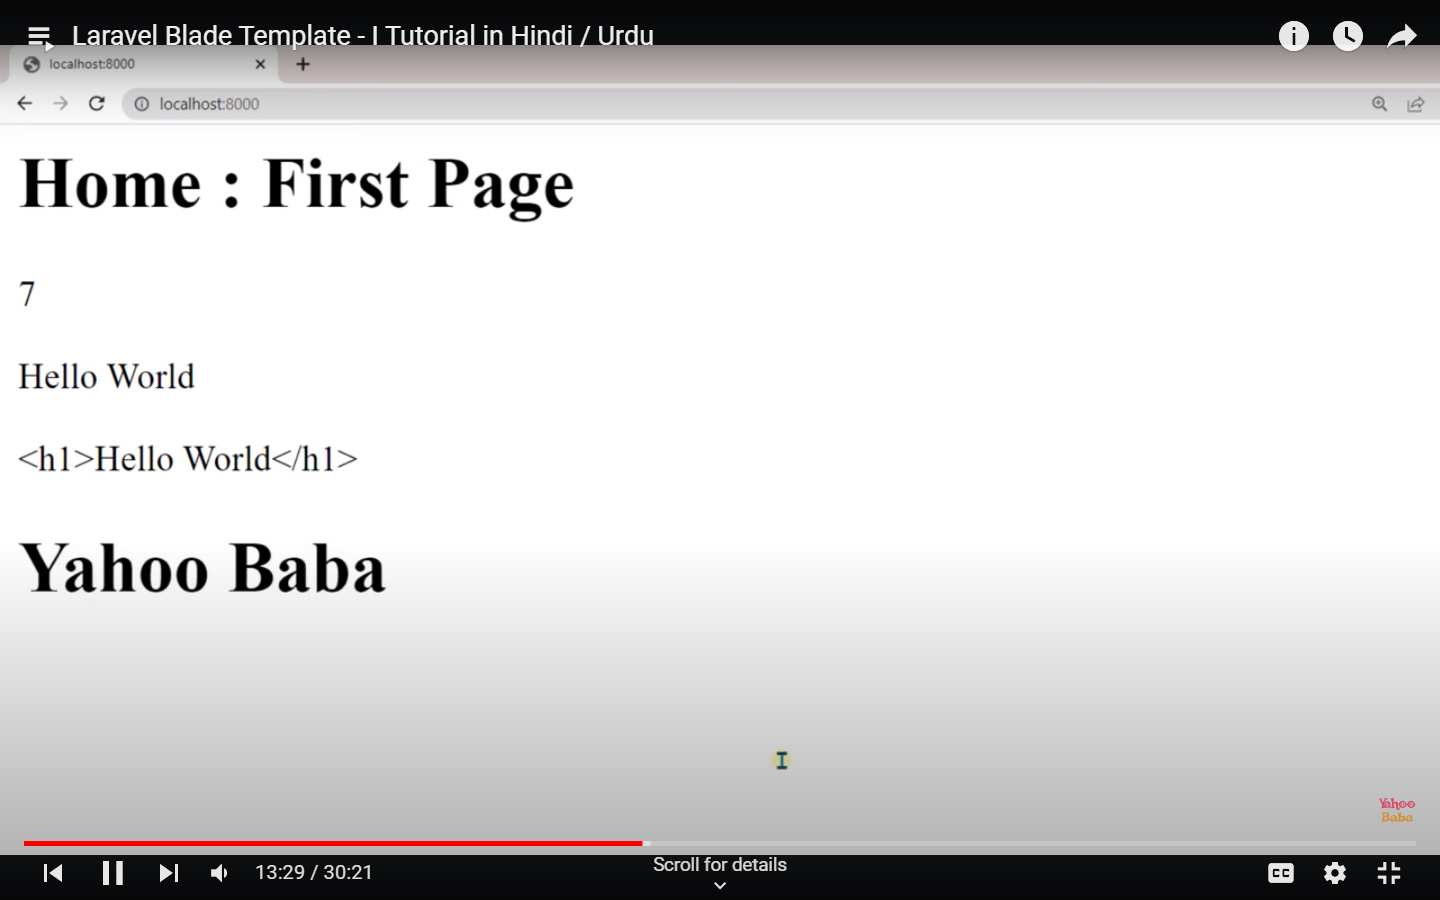 Laravel Blade Template - I Tutorial in Hindi / Urdu
localhost:8000
localhost:8000
Home : First Page
7
Hello World
<h1>Hello World</h1>
Yahoo Baba
Yahoo
Baba
13:29 / 30:21
Scroll for details
CC